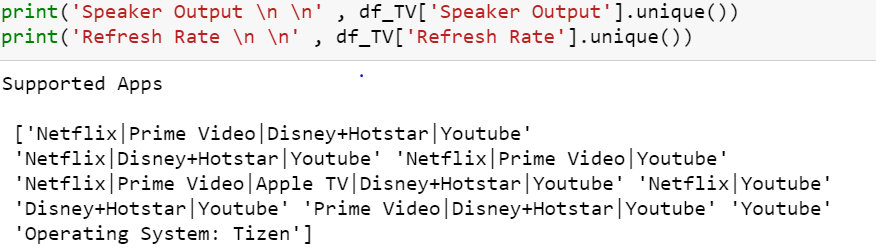 print('Speaker Output \n \n' , df_TV['Speaker Output'].unique())
print('Refresh Rate \n \n' , df_TV['Refresh Rate'].unique())
Supported Apps
['Netflix|Prime Video|Disney+Hotstar|Youtube'
'Netflix|Disney+Hotstar|Youtube' 'Netflix|Prime Video|Youtube'
'Netflix|Prime Video|Apple TV|Disney+Hotstar|Youtube' 'Netflix|Youtube'
'Disney+Hotstar|Youtube' 'Prime Video|Disney+Hotstar|Youtube' 'Youtube'
'Operating System: Tizen']